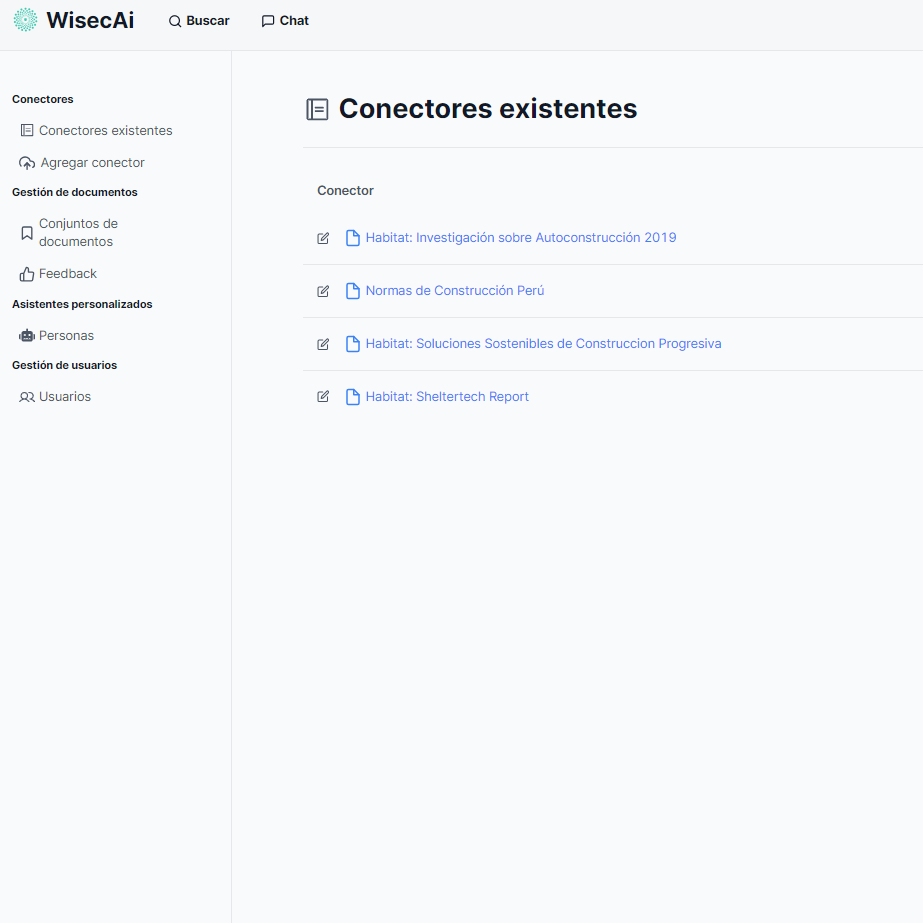 WisecAi
Buscar
Chat
Conectores
Conectores existentes
Agregar conector
Gestión de documentos
Conjuntos de
documentos
Feedback
Asistentes personalizados
Personas
Gestión de usuarios
Usuarios
Conectores existentes
Conector
Habitat: Investigación sobre Autoconstrucción 2019
Normas de Construcción Perú
Habitat: Soluciones Sostenibles de Construccion Progresiva
Habitat: Sheltertech Report